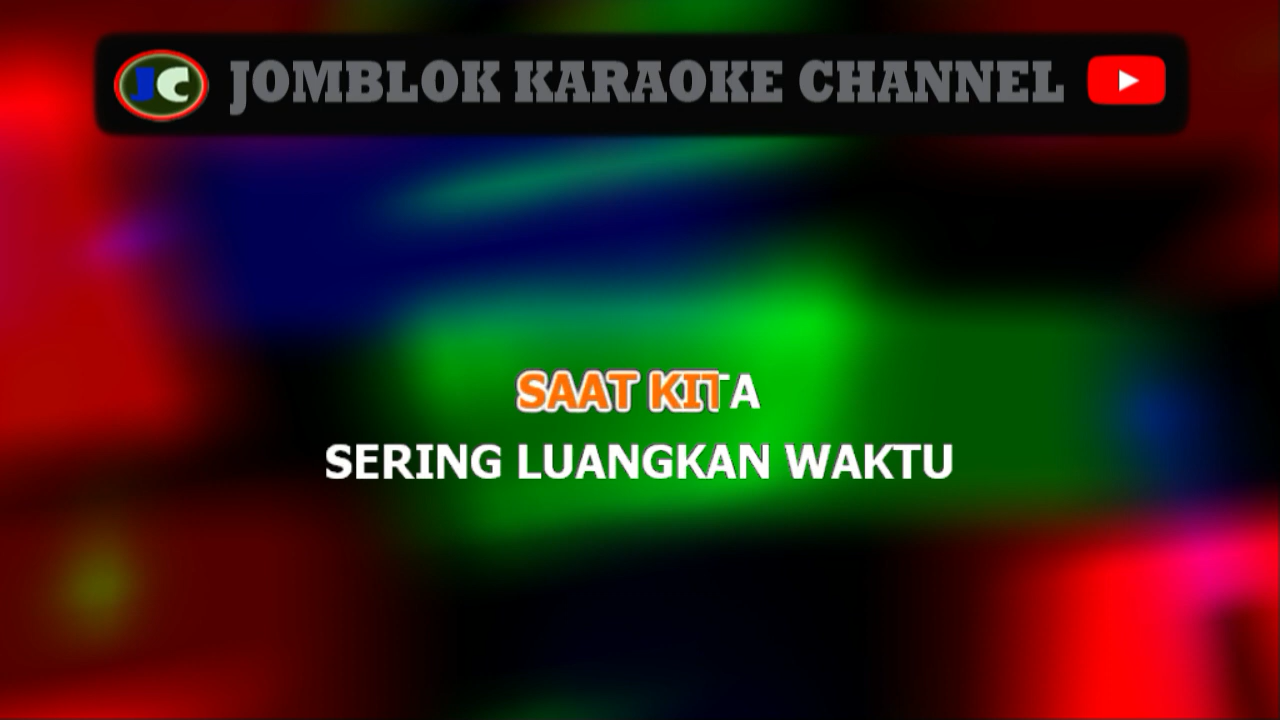 JC JOMBLOK KARAOKE CHANNEL
SAAT KITA
SERING LUANGKAN WAKTU